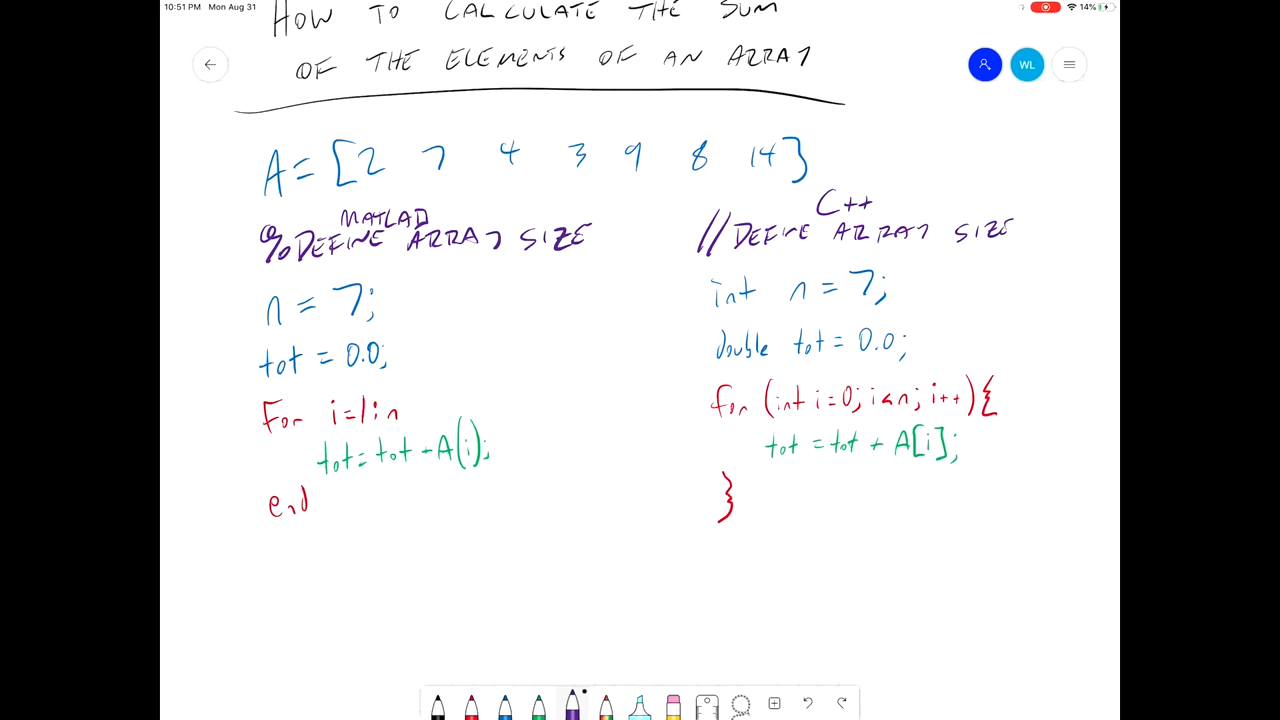 10:51 PM Mon Aug 31
14%
HOW TO CALCULATE THE SUM
OF THE ELEMENTS OF AN ARRAY
WL
A = [2 7 4 3 9 8 14]
MATLAB
% DEFINE ARRAY SIZE
n = 7;
tot = 0.0;
for i=1:n
tot = tot + A(i);
end
C++
// DEFINE ARRAY SIZE
int n = 7;
double tot = 0.0;
for (int i=0; i<n; i++) {
tot = tot + A[i];
}